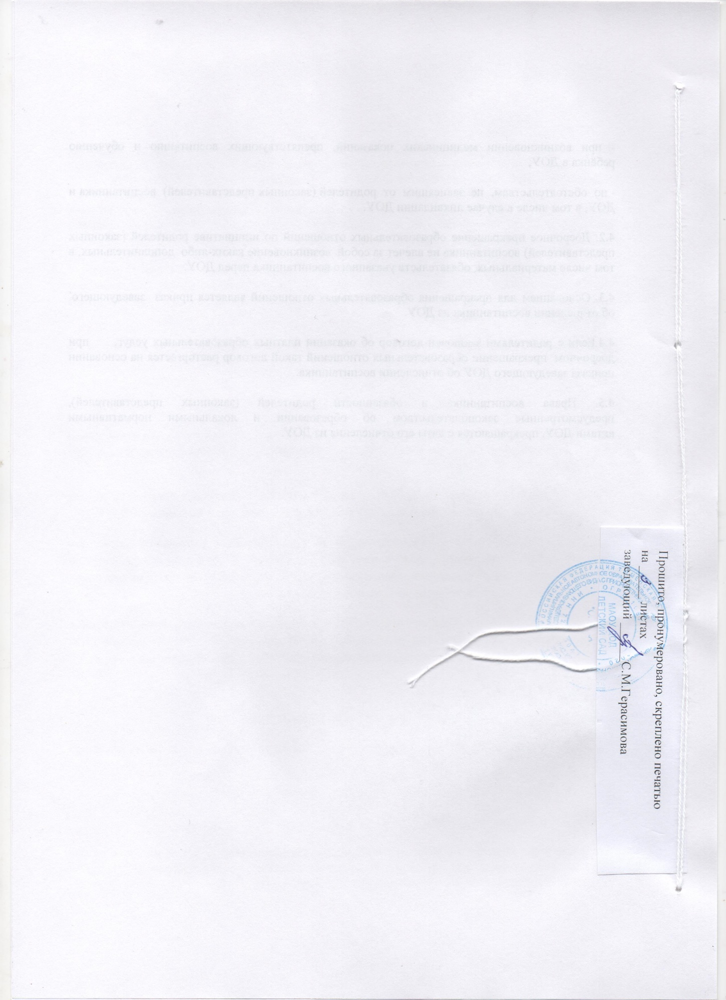 Прошито, пронумеровано, скреплено печатью
на 3 листах
заведующий С.М.Герасимова
РОССИЙСКАЯ ФЕДЕРАЦИЯ
МАОУ ДОД
ДЕТСКИЙ САД
при возникновении медицинских показаний, препятствующих воспитанию и обучению
ребёнка в ДОУ;
по обстоятельствам, не зависящим от родителей (законных представителей) воспитанника и
ДОУ, в том числе в случае ликвидации ДОУ.
4.2. Досрочное прекращение образовательных отношений по инициативе родителей (законных
представителей) воспитанника не влечет за собой возникновение каких-либо дополнительных, в
том числе материальных, обязательств указанного воспитанника перед ДОУ.
4.3. Основанием для прекращения образовательных отношений является приказ заведующего
об отчислении воспитанника из ДОУ.
4.4 Если с родителями заключен договор об оказании платных образовательных услуг, при
досрочном прекращение образовательных отношений такой договор расторгается на основании
приказа заведующего ДОУ об отчислении воспитанника.
4.5. Права воспитанника и обязанности родителей (законных представителей),
предусмотренные законодательством об образовании и локальными нормативными
актами ДОУ, прекращаются с даты его отчисления из ДОУ.